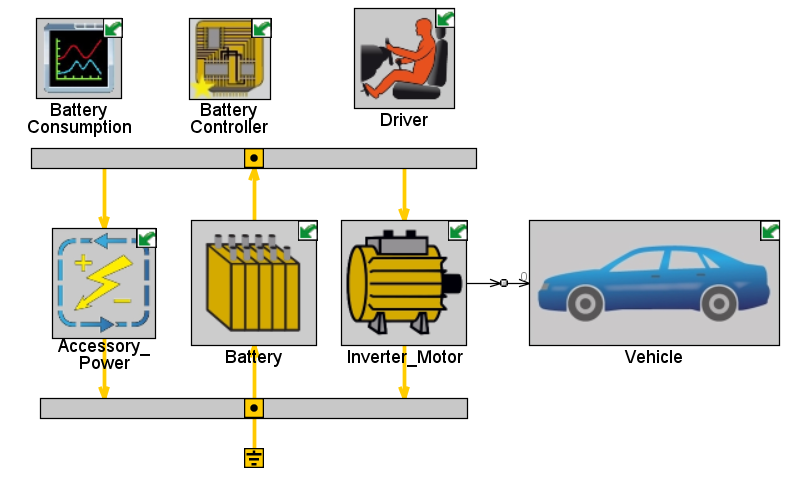 Battery
Consumption
Battery
Controller
Driver
Accessory_
Power
Battery
Inverter_Motor
0
Vehicle